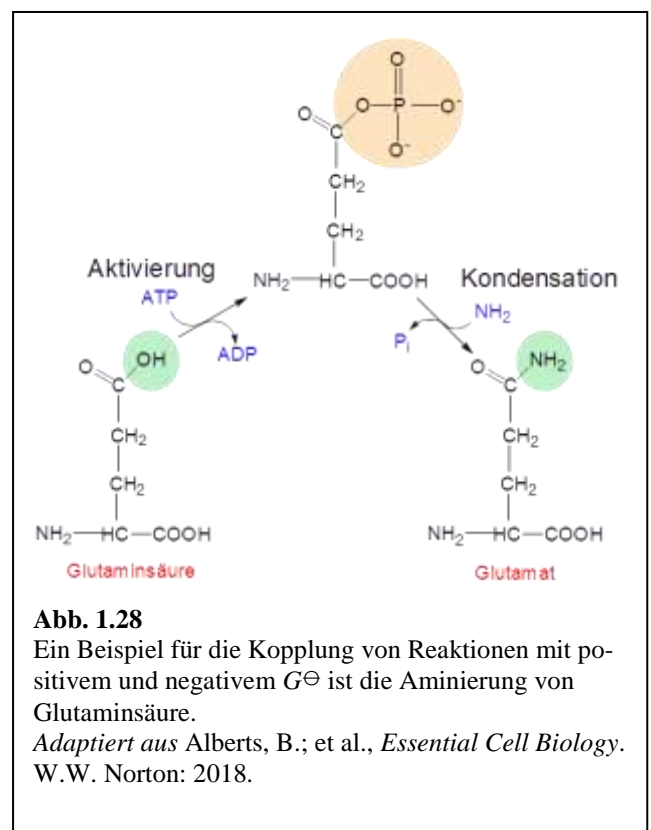 O
O—P—O⁻
O
C
O⁻
CH₂
CH₂
NH₂—HC—COOH
Aktivierung
ATP
ADP
Kondensation
NH₂
Pᵢ
O
OH
C
CH₂
CH₂
NH₂—HC—COOH
Glutaminsäure
O
NH₂
C
CH₂
CH₂
NH₂—HC—COOH
Glutamat
Abb. 1.28
Ein Beispiel für die Kopplung von Reaktionen mit po-
sitivem und negativem G⊖ ist die Aminierung von
Glutaminsäure.
Adaptiert aus Alberts, B.; et al., Essential Cell Biology.
W.W. Norton: 2018.